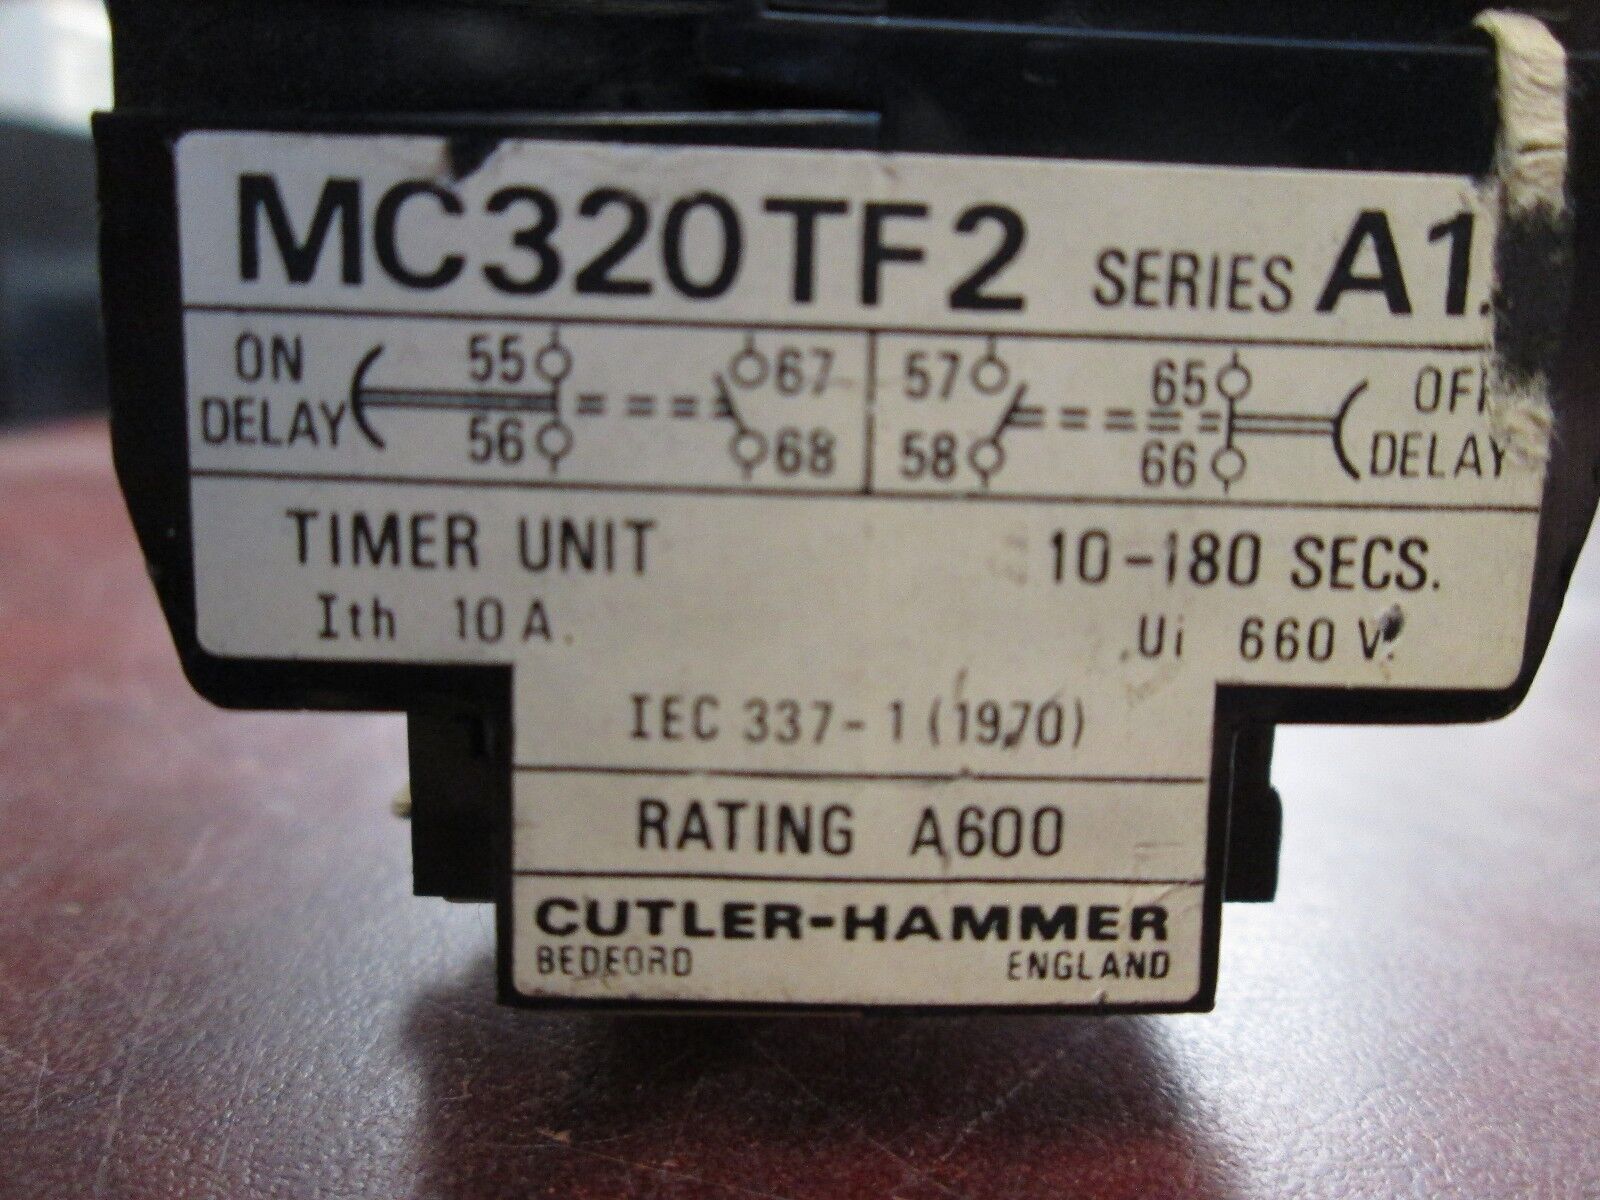 MC320TF2 SERIES A1.
ON DELAY 55 56 67 68 57 58 65 66 DELAY
TIMER UNIT 10-180 SECS.
Ith 10 A. Ui 660 V.
IEC 337-1 (1970)
RATING A600
CUTLER-HAMMER
BEDFORD ENGLAND